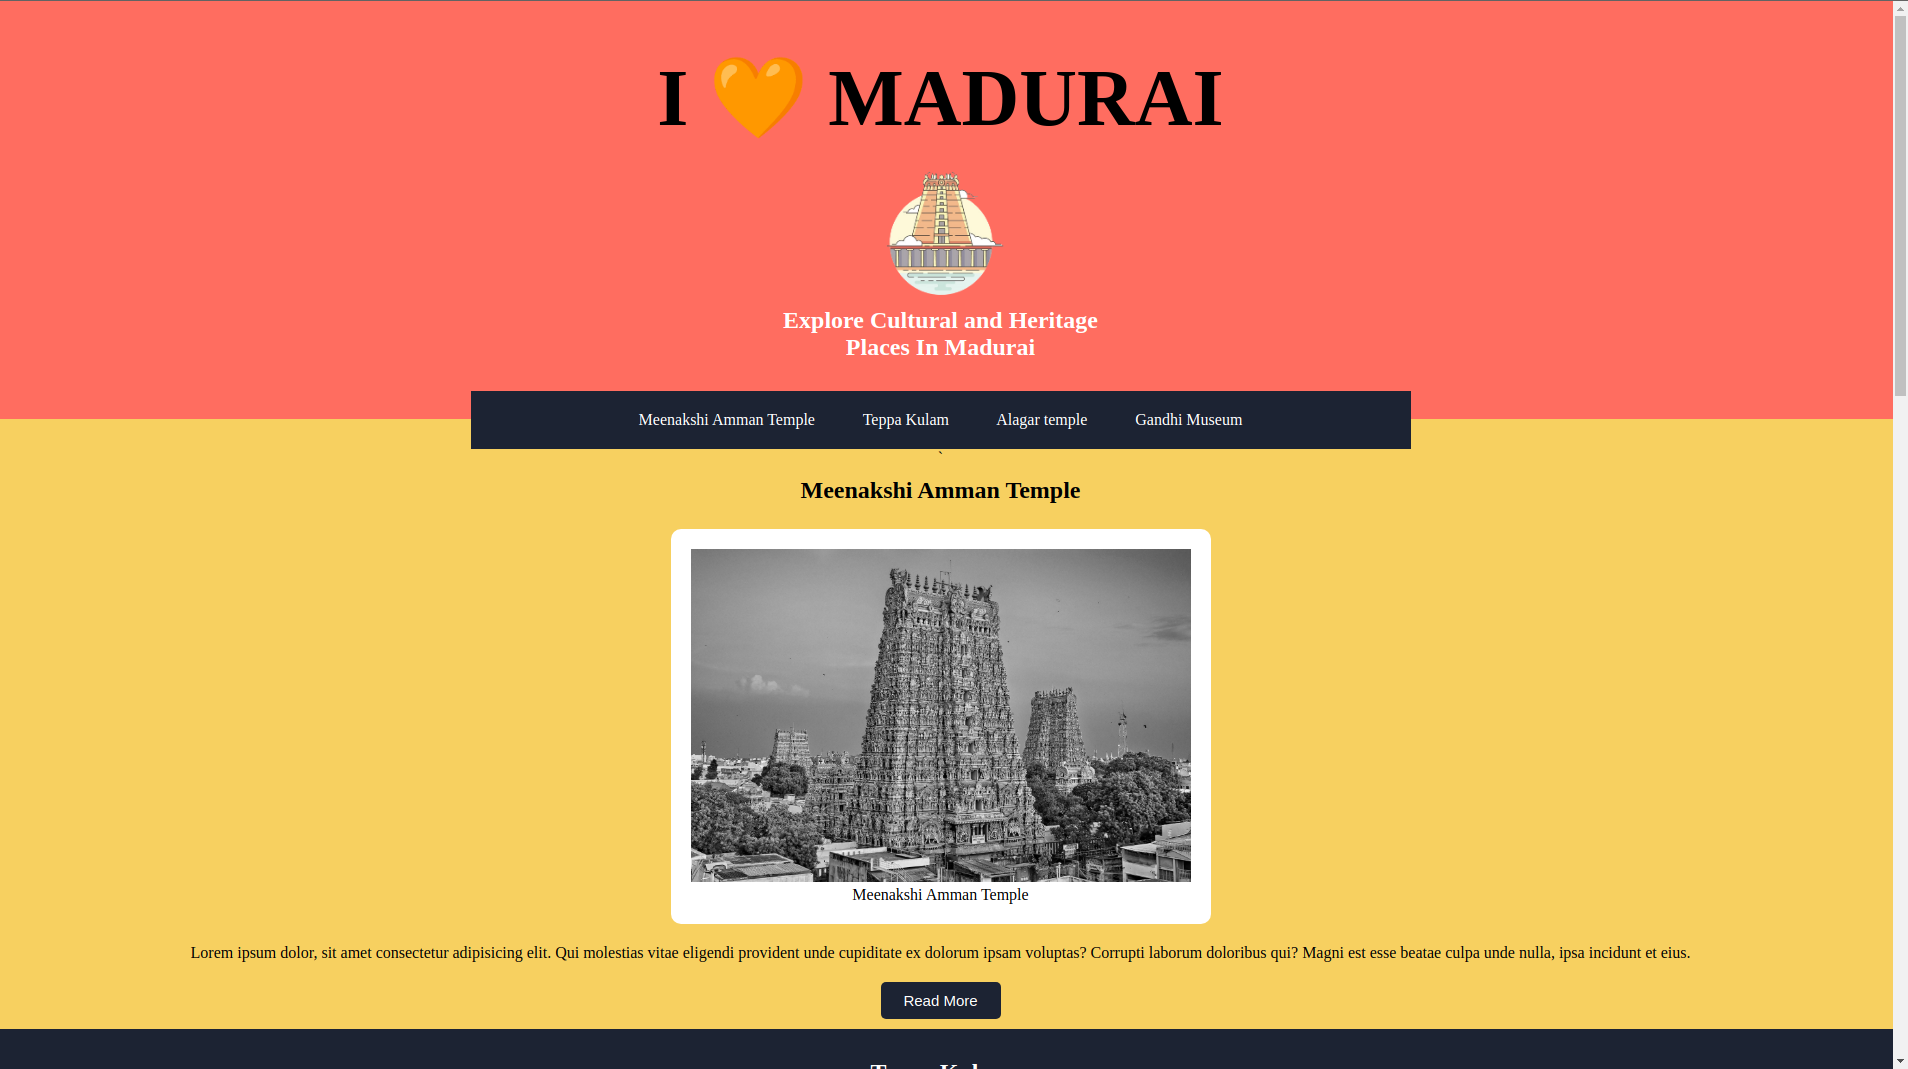 I 🧡 MADURAI
Explore Cultural and Heritage
Places In Madurai
Meenakshi Amman Temple Teppa Kulam Alagar temple Gandhi Museum
`
Meenakshi Amman Temple
Meenakshi Amman Temple
Lorem ipsum dolor, sit amet consectetur adipisicing elit. Qui molestias vitae eligendi provident unde cupiditate ex dolorum ipsam voluptas? Corrupti laborum doloribus qui? Magni est esse beatae culpa unde nulla, ipsa incidunt et eius.
Read More